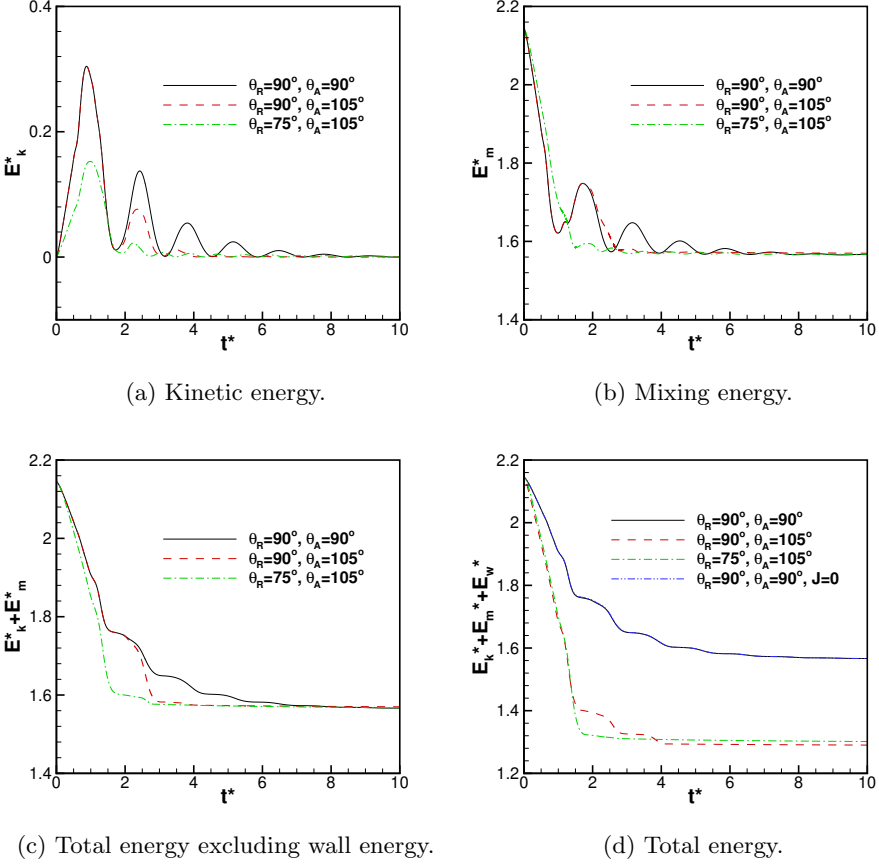 0.4
0.2
0
E*k
0 2 4 6 8 10
t*
θR=90°, θA=90°
θR=90°, θA=105°
θR=75°, θA=105°
(a) Kinetic energy.
2.2
2
1.8
1.6
1.4
E*m
0 2 4 6 8 10
t*
θR=90°, θA=90°
θR=90°, θA=105°
θR=75°, θA=105°
(b) Mixing energy.
2.2
2
1.8
1.6
1.4
E*k+E*m
0 2 4 6 8 10
t*
θR=90°, θA=90°
θR=90°, θA=105°
θR=75°, θA=105°
(c) Total energy excluding wall energy.
2.2
2
1.8
1.6
1.4
1.2
Ek*+Em*+Ew*
0 2 4 6 8 10
t*
θR=90°, θA=90°
θR=90°, θA=105°
θR=75°, θA=105°
θR=90°, θA=90°, J=0
(d) Total energy.